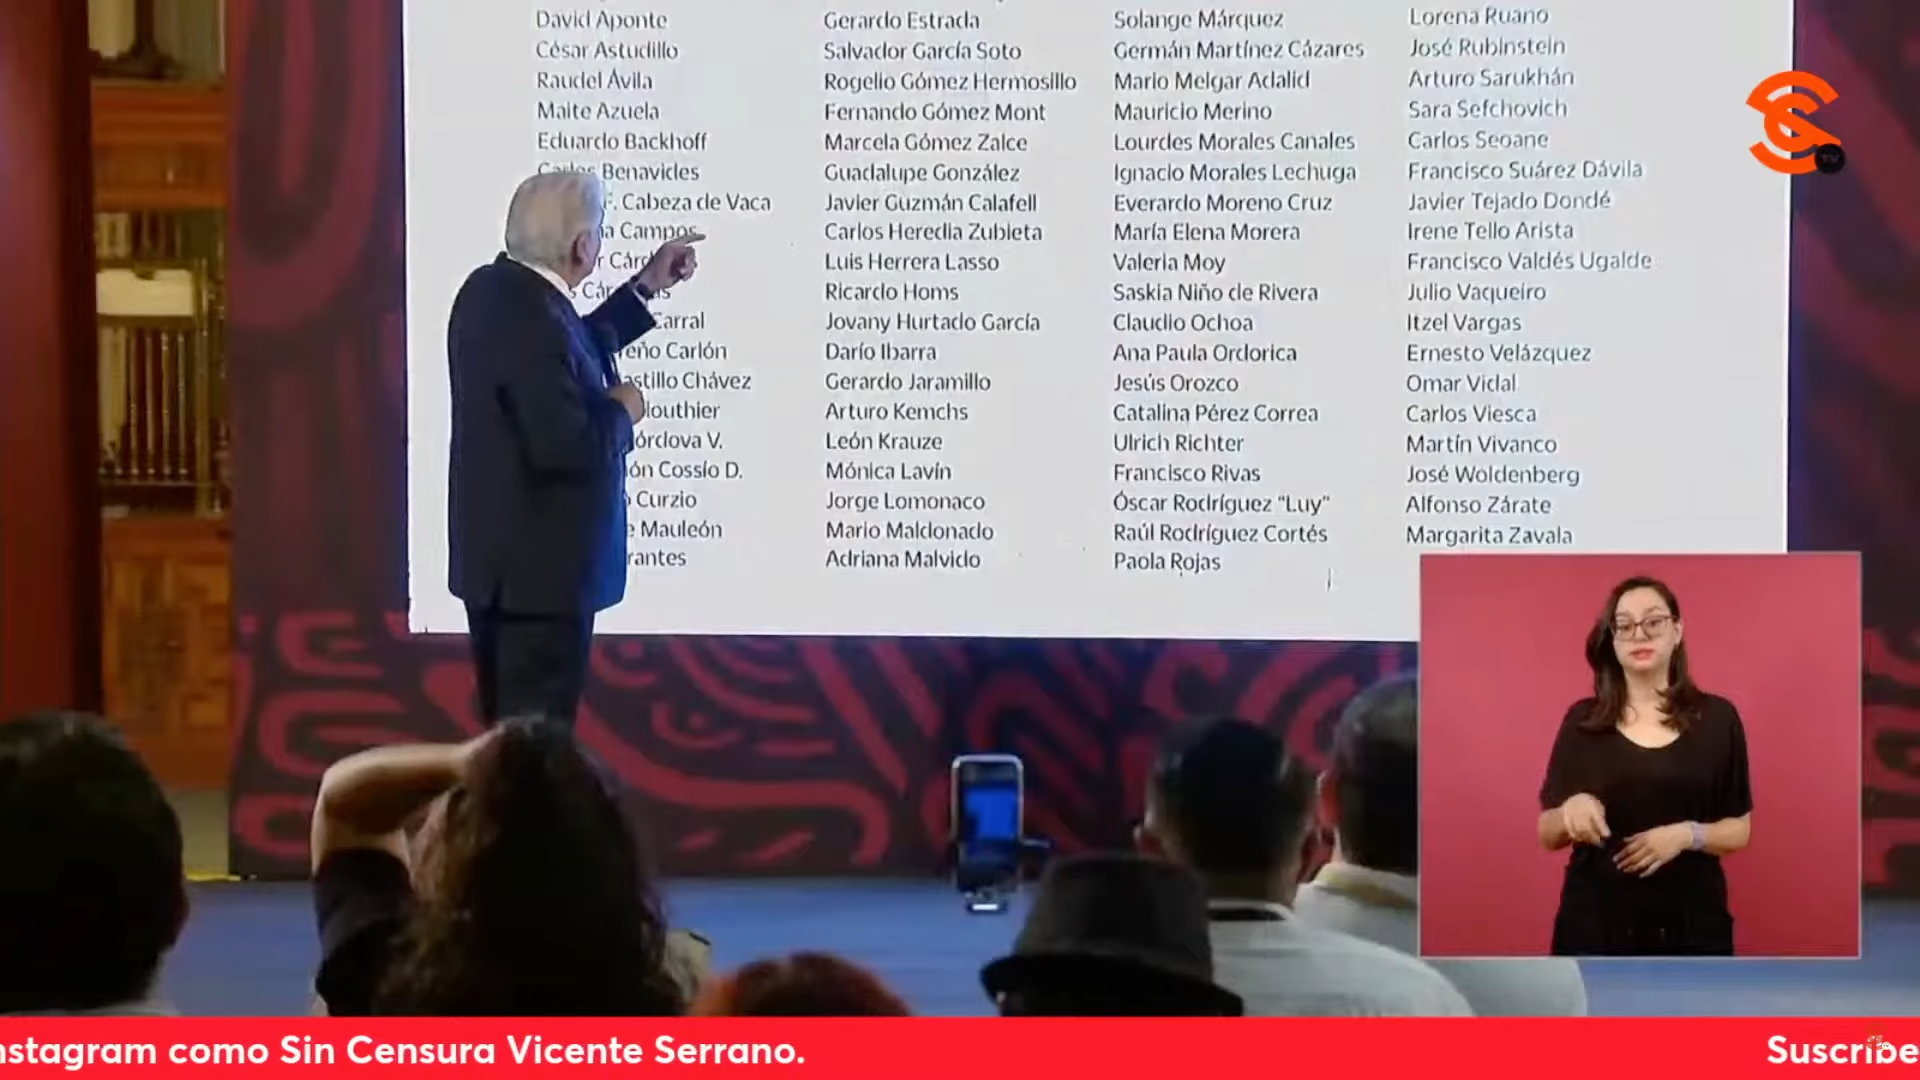 David Aponte
César Astudillo
Raudel Ávila
Maite Azuela
Eduardo Backhoff
Carlos Benavides
F. Cabeza de Vaca
Campos
Carral
Carlón
Chávez
V.
Cossío D.
Curzio
Mauleón
Gerardo Estrada
Salvador García Soto
Rogelio Gómez Hermosillo
Fernando Gómez Mont
Marcela Gómez Zalce
Guadalupe González
Javier Guzmán Calafell
Carlos Heredia Zubieta
Luis Herrera Lasso
Ricardo Homs
Jovany Hurtado García
Darío Ibarra
Gerardo Jaramillo
Arturo Kemchs
León Krauze
Mónica Lavín
Jorge Lomonaco
Mario Maldonado
Adriana Malvido
Solange Márquez
Germán Martínez Cázares
Mario Melgar Adalid
Mauricio Merino
Lourdes Morales Canales
Ignacio Morales Lechuga
Everardo Moreno Cruz
María Elena Morera
Valeria Moy
Saskia Niño de Rivera
Claudio Ochoa
Ana Paula Ordorica
Jesús Orozco
Catalina Pérez Correa
Ulrich Richter
Francisco Rivas
Óscar Rodríguez "Luy"
Raúl Rodríguez Cortés
Paola Rojas
Lorena Ruano
José Rubinstein
Arturo Sarukhán
Sara Sefchovich
Carlos Seoane
Francisco Suárez Dávila
Javier Tejado Dondé
Irene Tello Arista
Francisco Valdés Ugalde
Julio Vaqueiro
Itzel Vargas
Ernesto Velázquez
Omar Vidal
Carlos Viesca
Martín Vivanco
José Woldenberg
Alfonso Zárate
Margarita Zavala
TV
nstagram como Sin Censura Vicente Serrano.
Suscribe